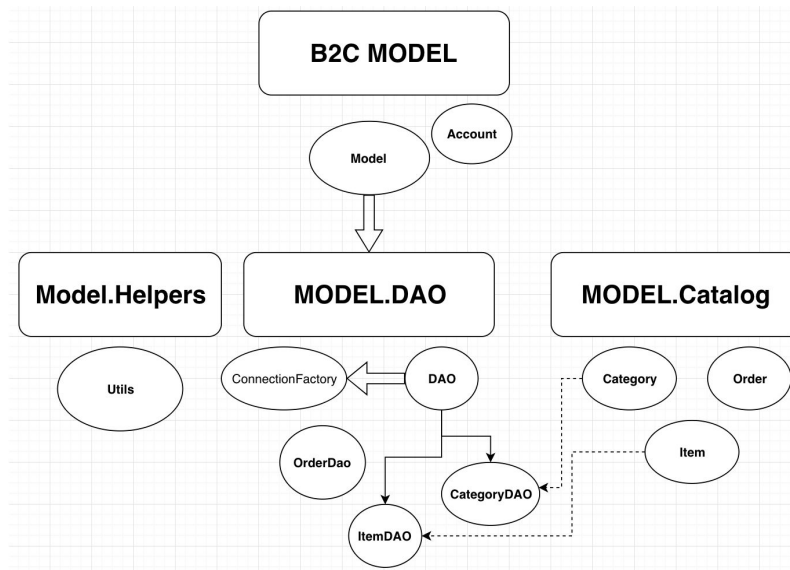 B2C MODEL
Account
Model
Model.Helpers
MODEL.DAO
MODEL.Catalog
Utils
ConnectionFactory
DAO
Category
Order
OrderDao
Item
CategoryDAO
ItemDAO